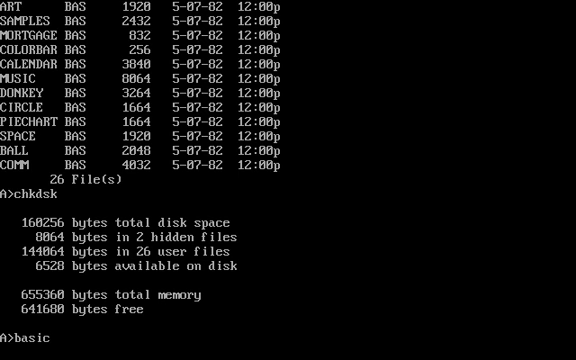 ART      BAS     1920   5-07-82  12:00p
SAMPLES  BAS     2432   5-07-82  12:00p
MORTGAGE BAS      832   5-07-82  12:00p
COLORBAR BAS      256   5-07-82  12:00p
CALENDAR BAS     3840   5-07-82  12:00p
MUSIC    BAS     8064   5-07-82  12:00p
DONKEY   BAS     3264   5-07-82  12:00p
CIRCLE   BAS     1664   5-07-82  12:00p
PIECHART BAS     1664   5-07-82  12:00p
SPACE    BAS     1920   5-07-82  12:00p
BALL     BAS     2048   5-07-82  12:00p
COMM     BAS     4032   5-07-82  12:00p
       26 File(s)
A>chkdsk
   160256 bytes total disk space
     8064 bytes in 2 hidden files
   144064 bytes in 26 user files
     6528 bytes available on disk
   655360 bytes total memory
   641680 bytes free
A>basic